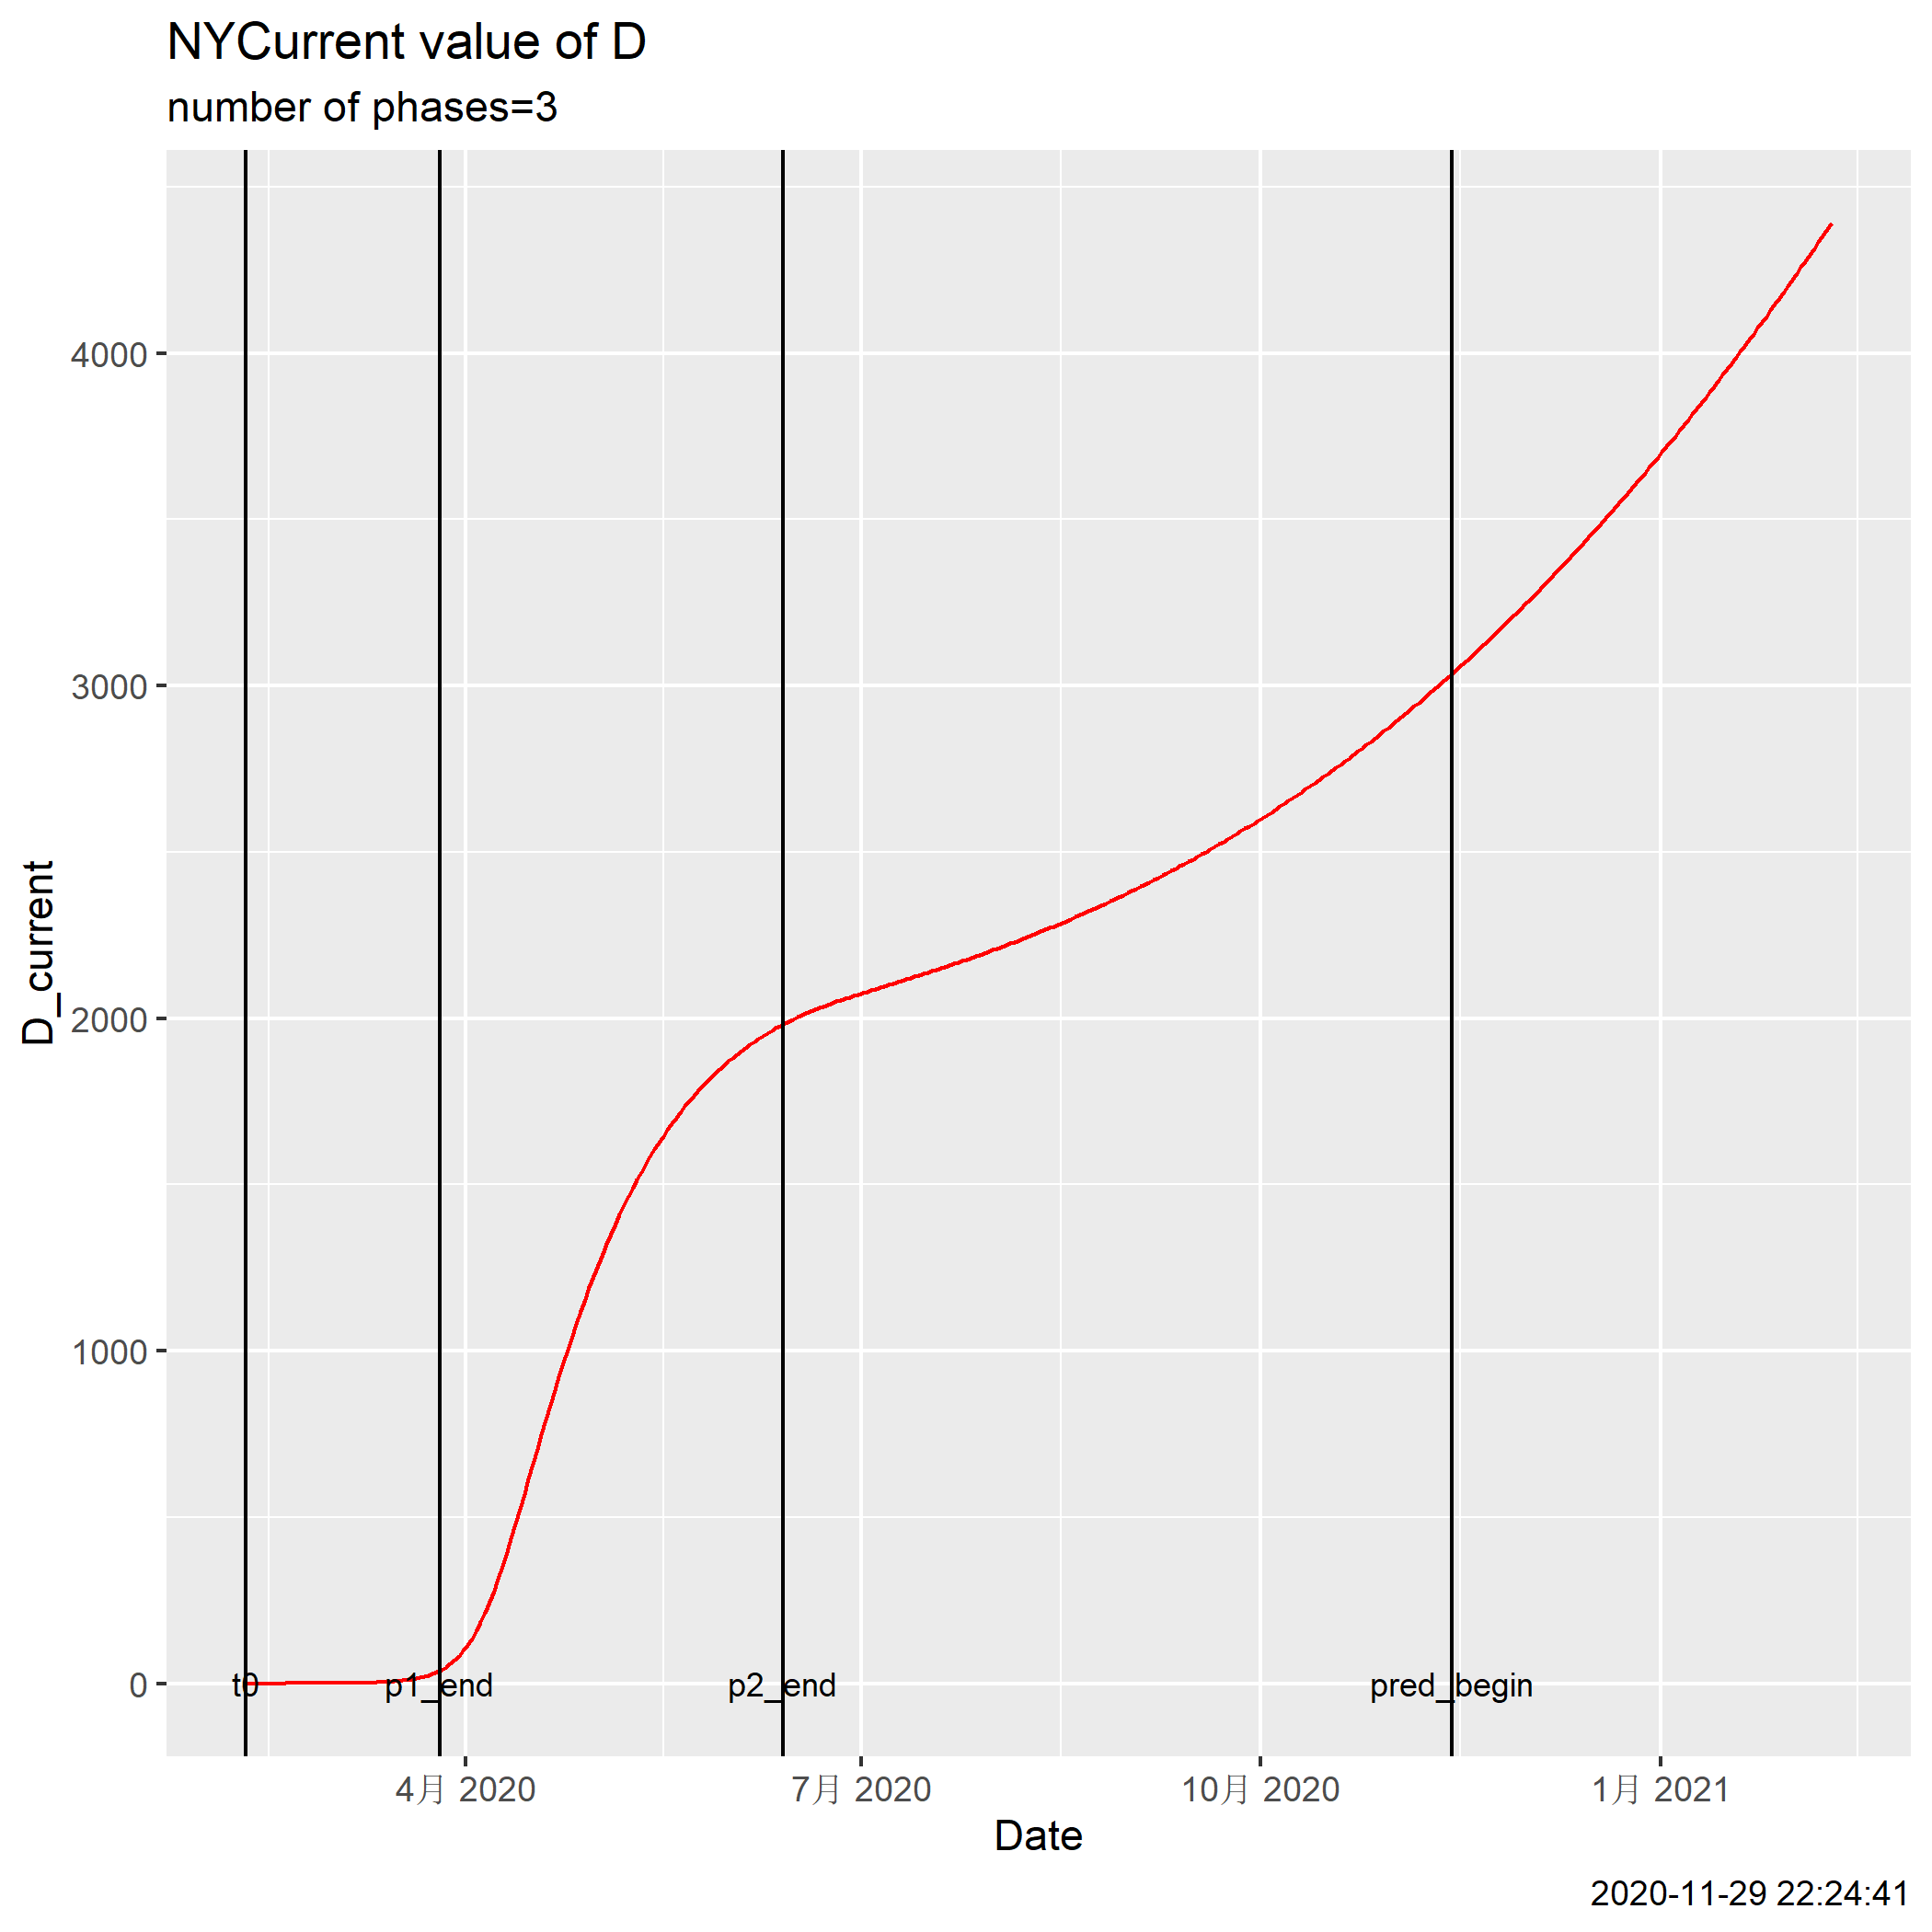 NYCurrent value of D
number of phases=3
D_current
4000
3000
2000
1000
0
t0
p1_end
p2_end
pred_begin
4月 2020
7月 2020
10月 2020
1月 2021
Date
2020-11-29 22:24:41